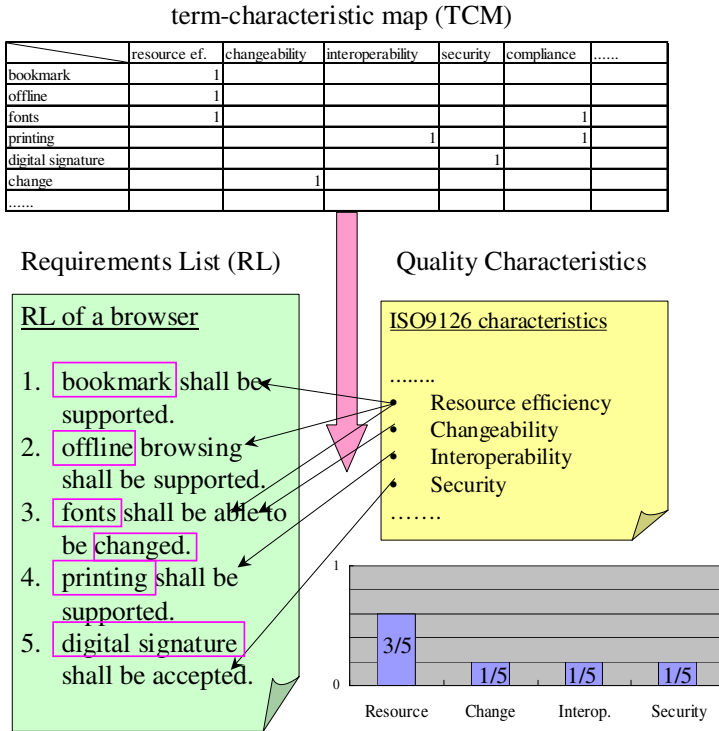 term-characteristic map (TCM)
resource ef. changeability interoperability security compliance ......
bookmark 1
offline 1
fonts 1 1
printing 1 1
digital signature 1
change 1
......
Requirements List (RL)
RL of a browser
1. bookmark shall be
supported.
2. offline browsing
shall be supported.
3. fonts shall be able to
be changed.
4. printing shall be
supported.
5. digital signature
shall be accepted.
Quality Characteristics
ISO9126 characteristics
........
• Resource efficiency
• Changeability
• Interoperability
• Security
.......
1
0
3/5 1/5 1/5 1/5
Resource Change Interop. Security